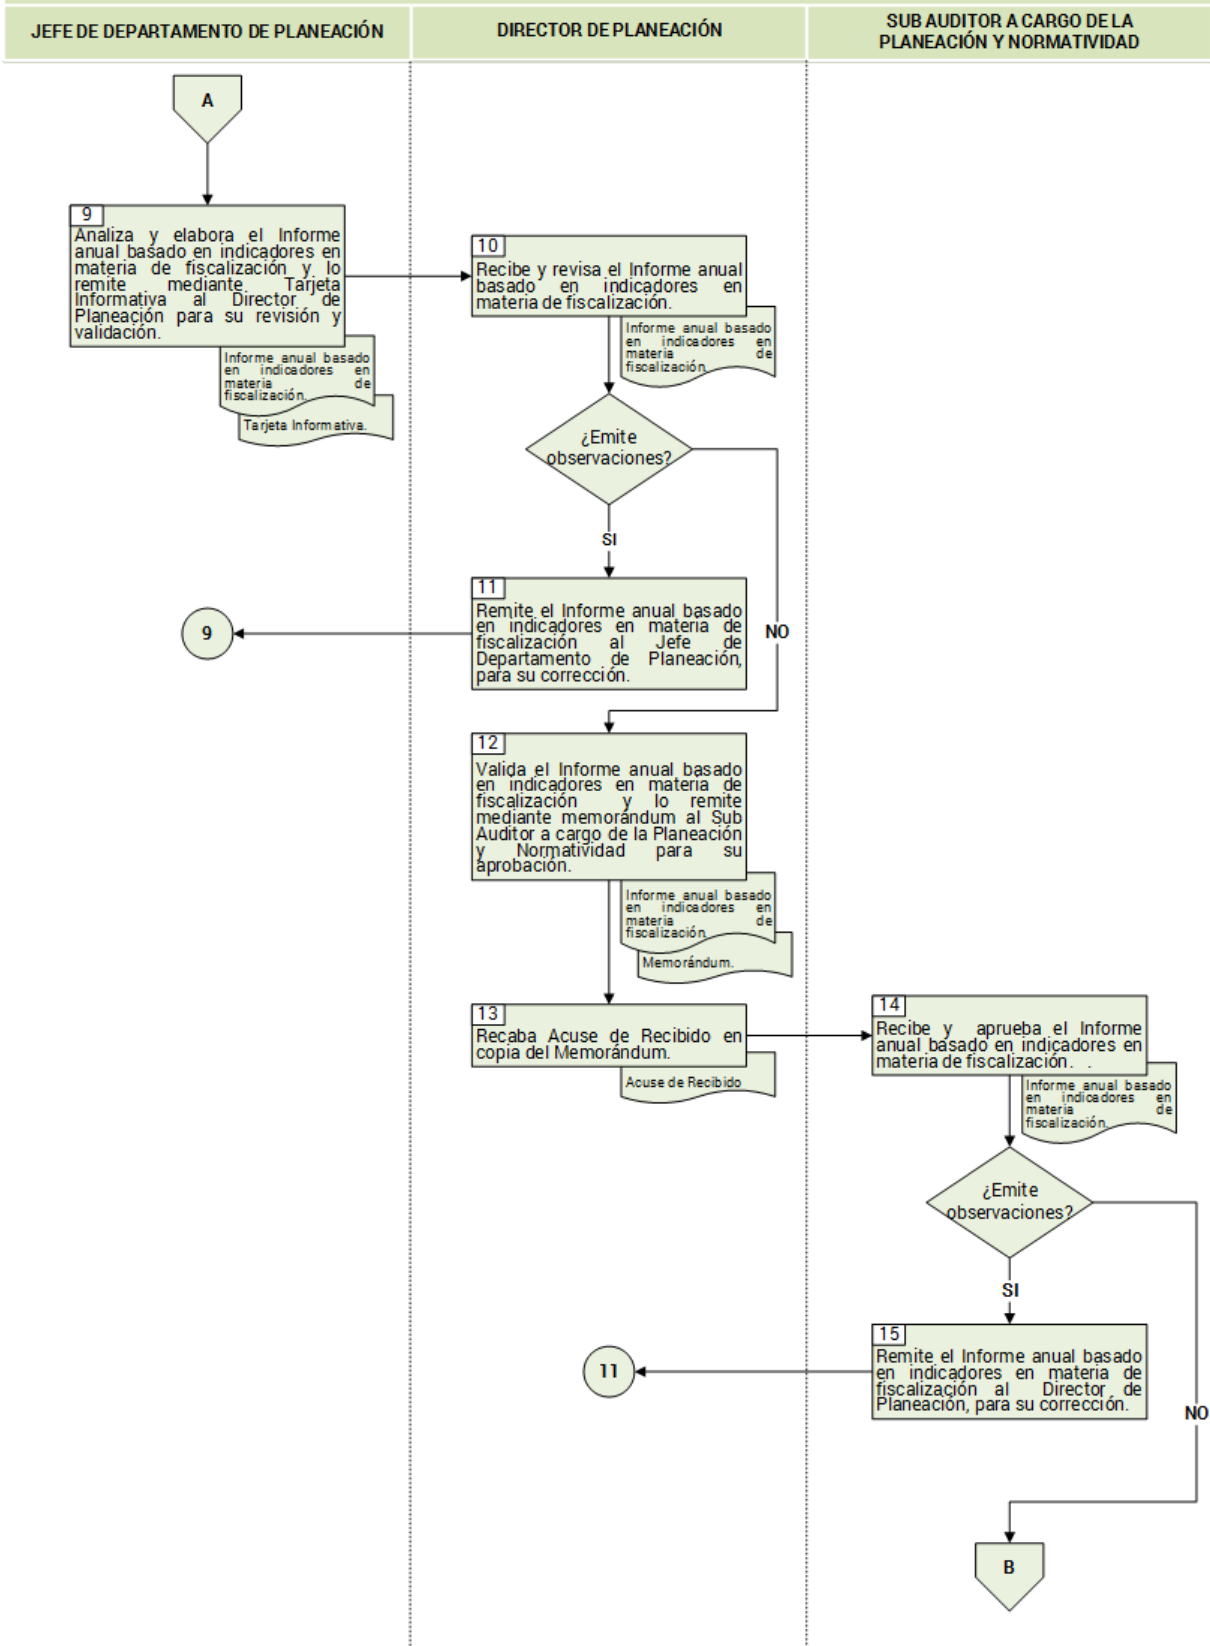 JEFE DE DEPARTAMENTO DE PLANEACIÓN
DIRECTOR DE PLANEACIÓN
SUB AUDITOR A CARGO DE LA
PLANEACIÓN Y NORMATIVIDAD
A
9
Analiza y elabora el Informe
anual basado en indicadores en
materia de fiscalización y lo
remite mediante Tarjeta
Informativa al Director de
Planeación para su revisión y
validación.
Informe anual basado
en indicadores en
materia de
fiscalización.
Tarjeta Informativa.
10
Recibe y revisa el Informe anual
basado en indicadores en
materia de fiscalización.
Informe anual basado
en indicadores en
materia de
fiscalización.
¿Emite
observaciones?
SI
NO
11
Remite el Informe anual basado
en indicadores en materia de
fiscalización al Jefe de
Departamento de Planeación,
para su corrección.
9
12
Valida el Informe anual basado
en indicadores en materia de
fiscalización y lo remite
mediante memorándum al Sub
Auditor a cargo de la Planeación
y Normatividad para su
aprobación.
Informe anual basado
en indicadores en
materia de
fiscalización.
Memorándum.
13
Recaba Acuse de Recibido en
copia del Memorándum.
Acuse de Recibido
14
Recibe y aprueba el Informe
anual basado en indicadores en
materia de fiscalización. .
Informe anual basado
en indicadores en
materia de
fiscalización.
¿Emite
observaciones?
SI
15
Remite el Informe anual basado
en indicadores en materia de
fiscalización al Director de
Planeación, para su corrección.
11
NO
B